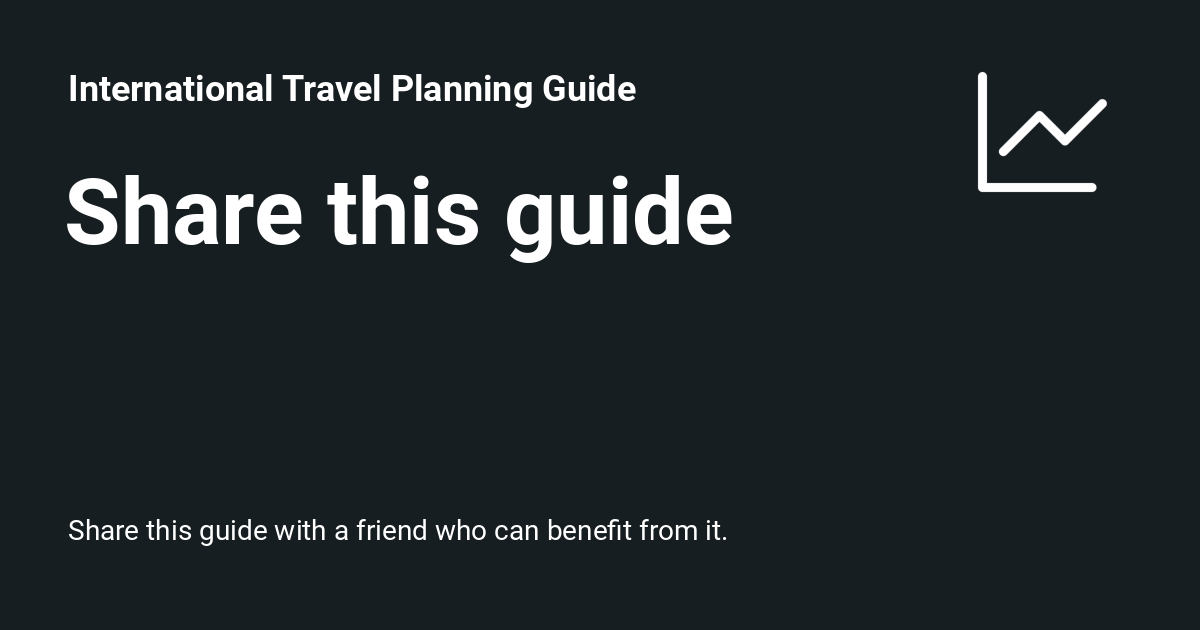 International Travel Planning Guide
Share this guide
Share this guide with a friend who can benefit from it.